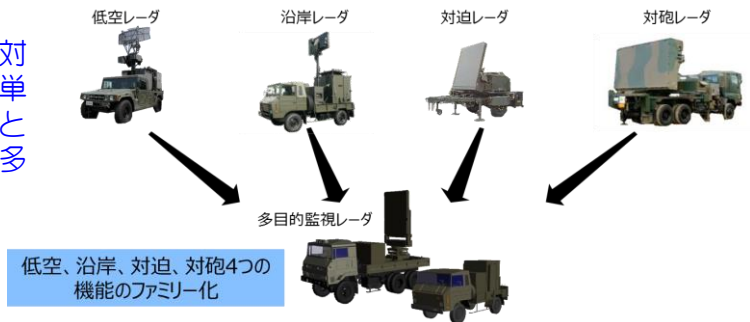 低空レーダ
沿岸レーダ
対迫レーダ
対砲レーダ
対
単
と
多
多目的監視レーダ
低空、沿岸、対迫、対砲4つの
機能のファミリー化